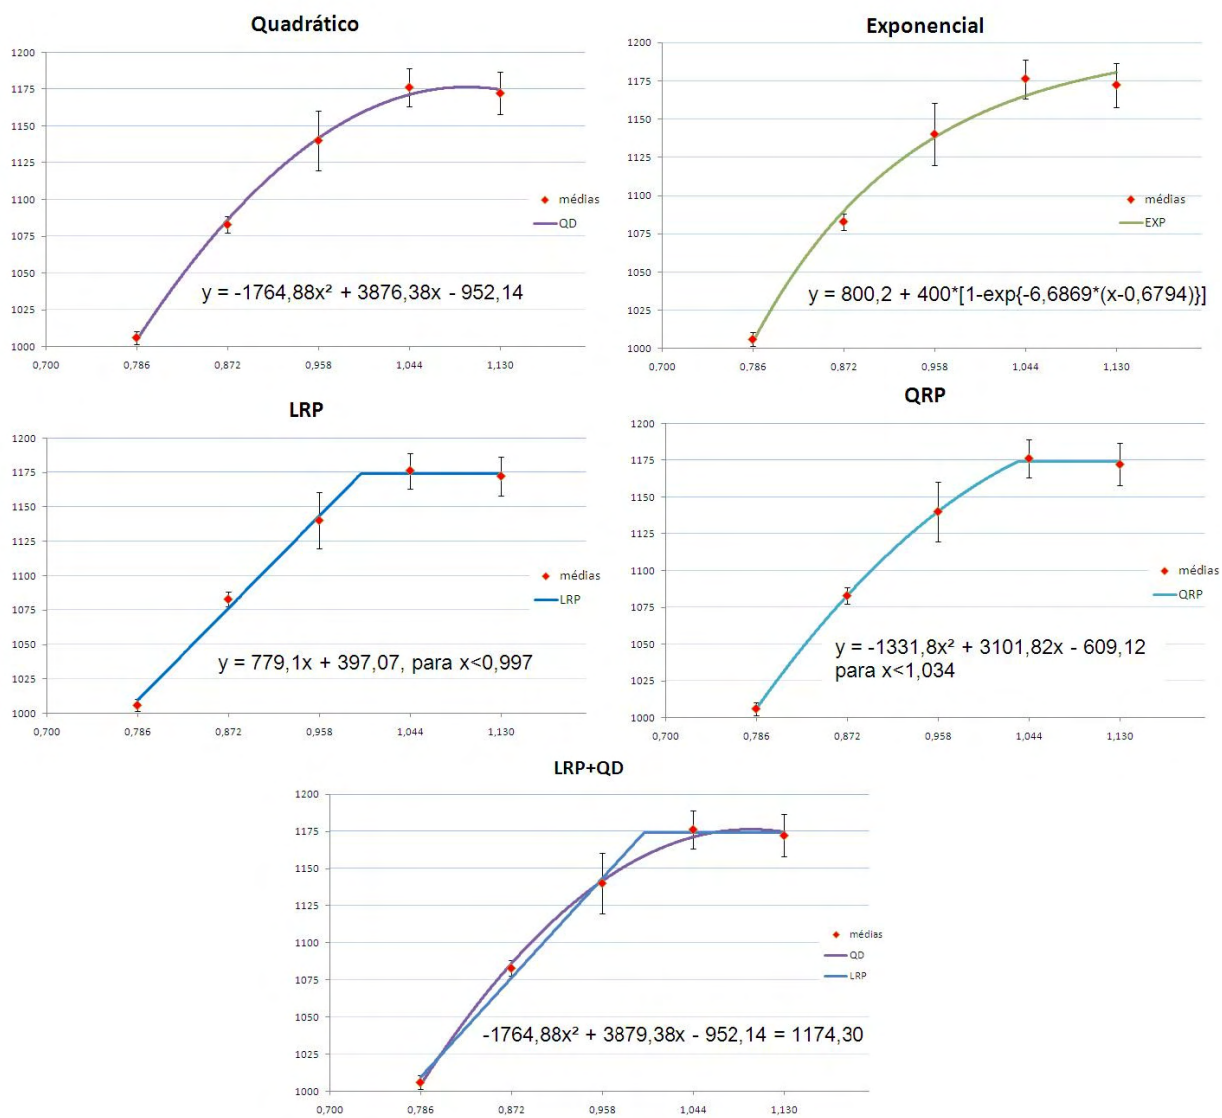 Quadrático
1200
1175
1150
1125
1100
1075
1050
1025
1000
0,700 0,786 0,872 0,958 1,044 1,130
médias
QD
y = -1764,88x² + 3876,38x - 952,14
Exponencial
1200
1175
1150
1125
1100
1075
1050
1025
1000
0,700 0,786 0,872 0,958 1,044 1,130
médias
EXP
y = 800,2 + 400*[1-exp{-6,6869*(x-0,6794)}]
LRP
1200
1175
1150
1125
1100
1075
1050
1025
1000
0,700 0,786 0,872 0,958 1,044 1,130
médias
LRP
y = 779,1x + 397,07, para x<0,997
QRP
1200
1175
1150
1125
1100
1075
1050
1025
1000
0,700 0,786 0,872 0,958 1,044 1,130
médias
QRP
y = -1331,8x² + 3101,82x - 609,12
para x<1,034
LRP+QD
1200
1175
1150
1125
1100
1075
1050
1025
1000
0,700 0,786 0,872 0,958 1,044 1,130
médias
QD
LRP
-1764,88x² + 3879,38x - 952,14 = 1174,30